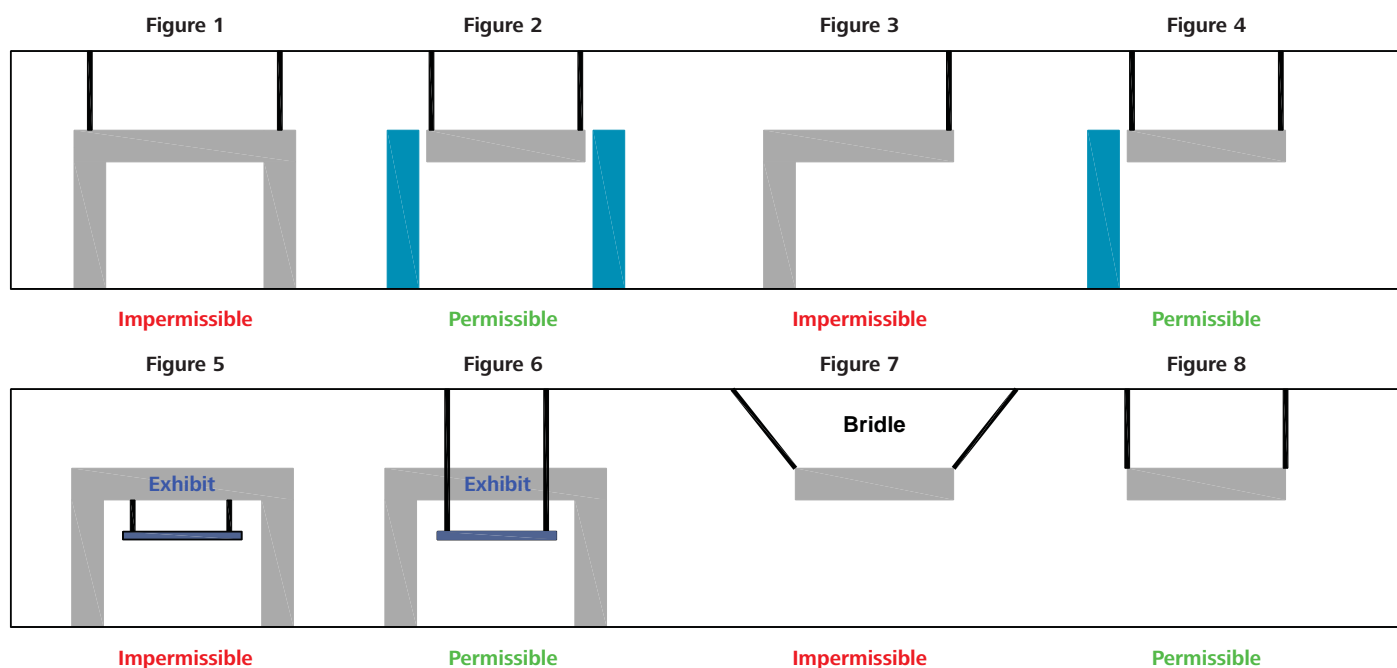 Figure 1 Figure 2 Figure 3 Figure 4
Impermissible Permissible Impermissible Permissible
Figure 5 Figure 6 Figure 7 Figure 8
Bridle
Exhibit Exhibit
Impermissible Permissible Impermissible Permissible